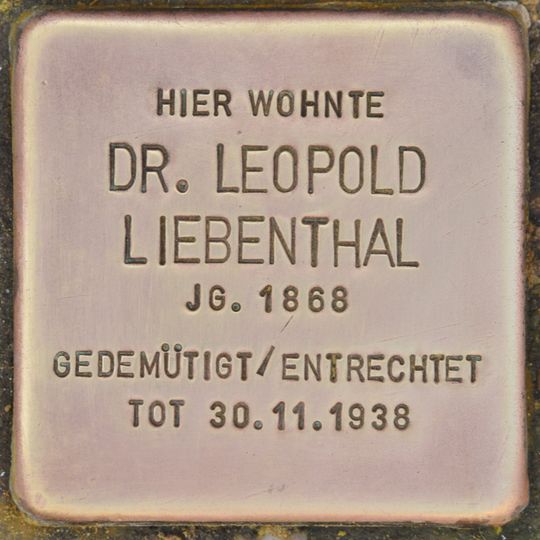 HIER WOHNTE
DR. LEOPOLD
LIEBENTHAL
JG. 1868
GEDEMÜTIGT/ENTRECHTET
TOT 30.11.1938